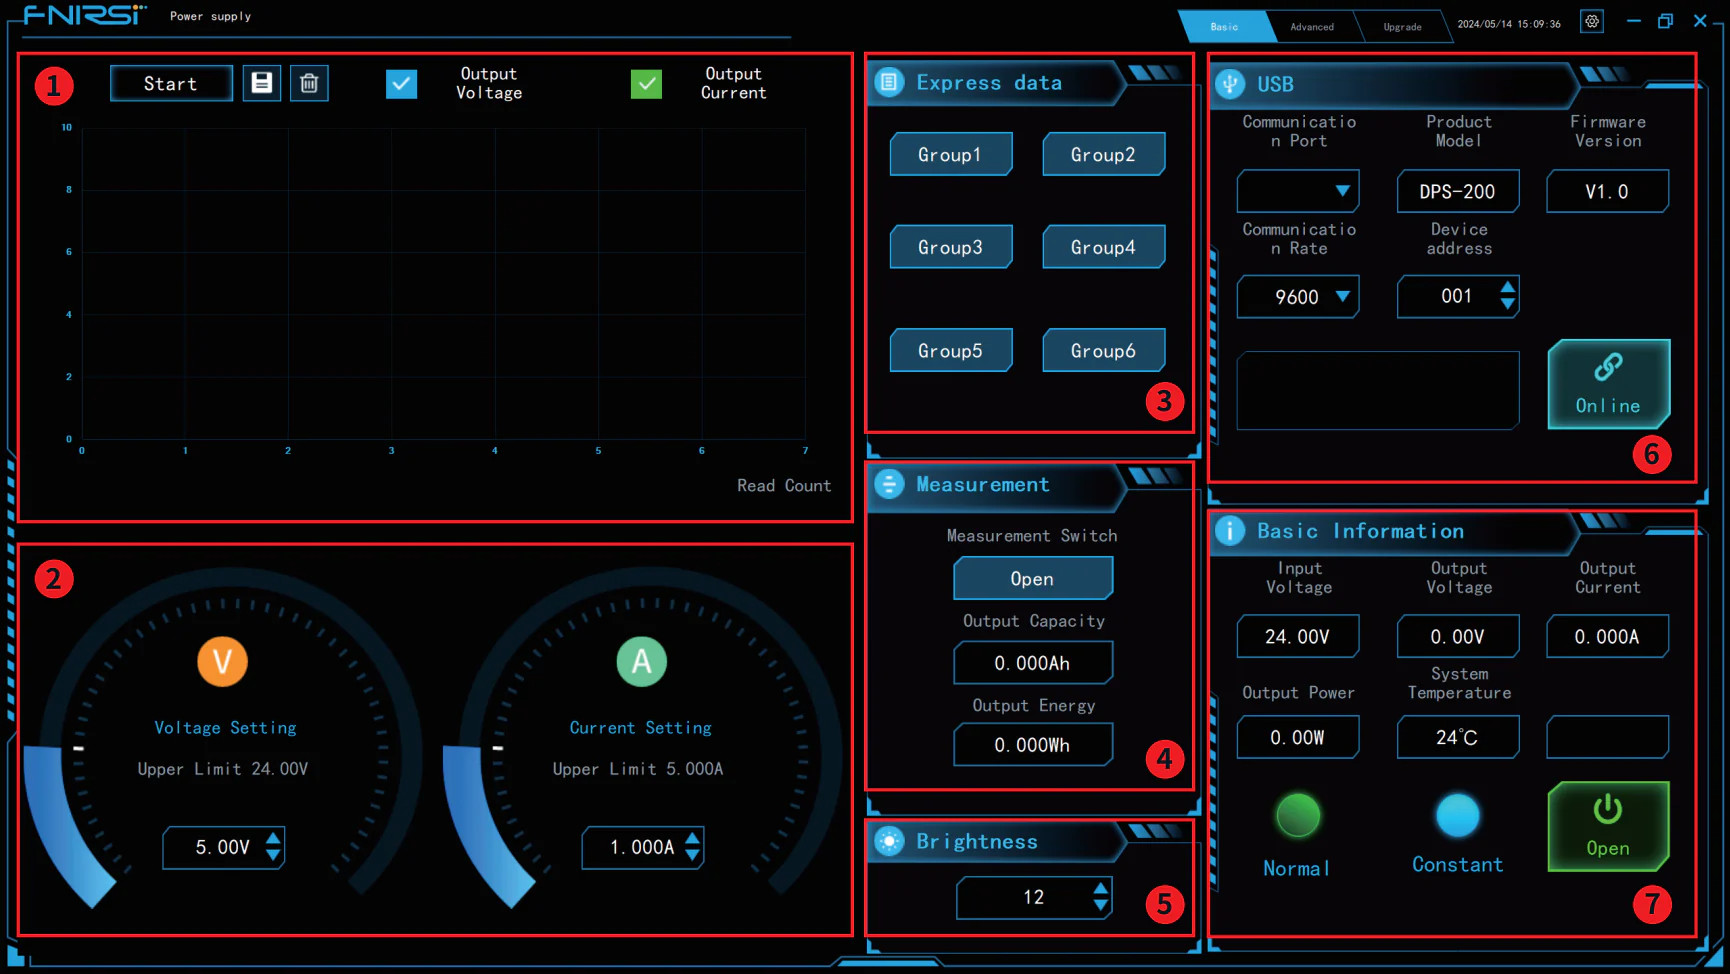 FNIRSI
Power supply
Basic
Advanced
Upgrade
2024/05/14 15:09:36
1
Start
Output
Voltage
Output
Current
10
8
6
4
2
0
0 1 2 3 4 5 6 7
Read Count
2
V
Voltage Setting
Upper Limit 24.00V
5.00V
A
Current Setting
Upper Limit 5.000A
1.000A
Express data
Group1
Group2
Group3
Group4
Group5
Group6
3
Measurement
Measurement Switch
Open
Output Capacity
0.000Ah
Output Energy
0.000Wh
4
Brightness
12
5
USB
Communicatio
n Port
Product
Model
Firmware
Version
DPS-200
V1.0
Communicatio
n Rate
Device
address
9600
001
Online
6
i
Basic Information
Input
Voltage
Output
Voltage
Output
Current
24.00V
0.00V
0.000A
Output Power
System
Temperature
0.00W
24℃
Normal
Constant
Open
7